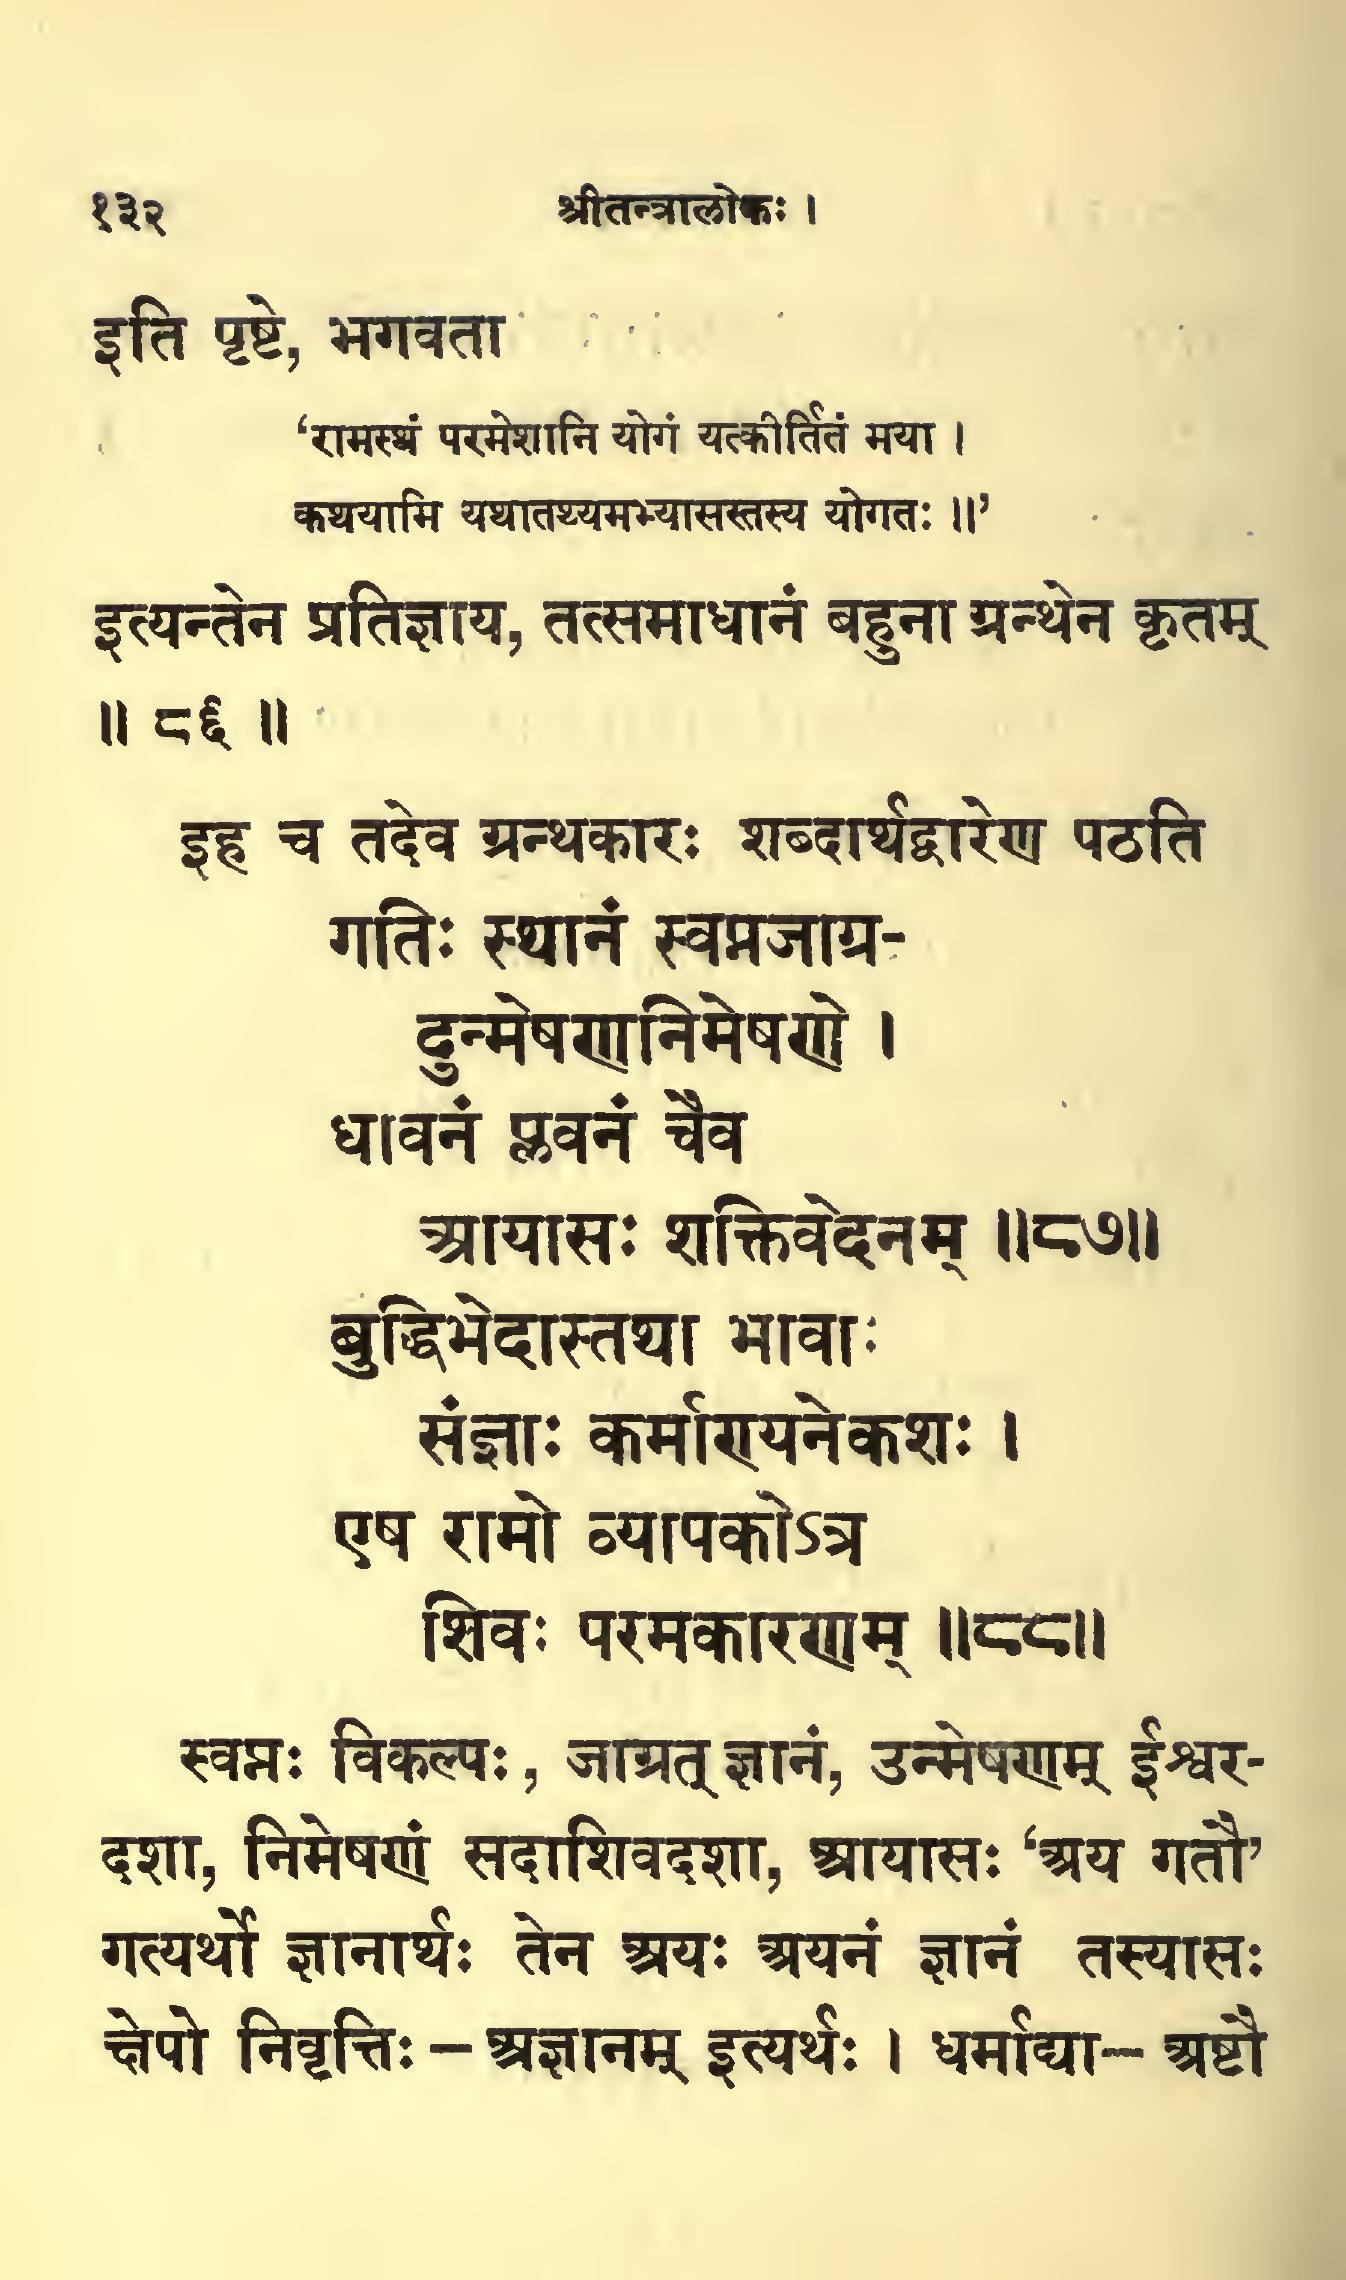 १३२ श्रीतन्त्रालोकः ।
इति पृष्टे, भगवता
‘रामस्थं परमेशानि योगं यत्कीर्तितं मया ।
कथयामि यथातथ्यमभ्यासस्तस्य योगतः ॥’
इत्यन्तेन प्रतिज्ञाय, तत्समाधानं बहुना ग्रन्थेन कृतम्
॥ ८६ ॥
इह च तदेव ग्रन्थकारः शब्दार्थद्वारेण पठति
गतिः स्थानं स्वप्नजाग्र-
दुन्मेषणनिमेषणे ।
धावनं प्लवनं चैव
आयासः शक्तिवेदनम् ॥८७॥
बुद्धिभेदास्तथा भावाः
संज्ञाः कर्माण्यनेकशः ।
एष रामो व्यापकोऽत्र
शिवः परमकारणम् ॥८८॥
स्वप्नः विकल्पः, जाग्रत् ज्ञानं, उन्मेषणम् ईश्वर-
दशा, निमेषणं सदाशिवदशा, आयासः ‘अय गतौ’
गत्यर्थो ज्ञानार्थः तेन अयः अयनं ज्ञानं तस्यासः
क्षेपो निवृत्तिः – अज्ञानम् इत्यर्थः । धर्माद्या— अष्टौ